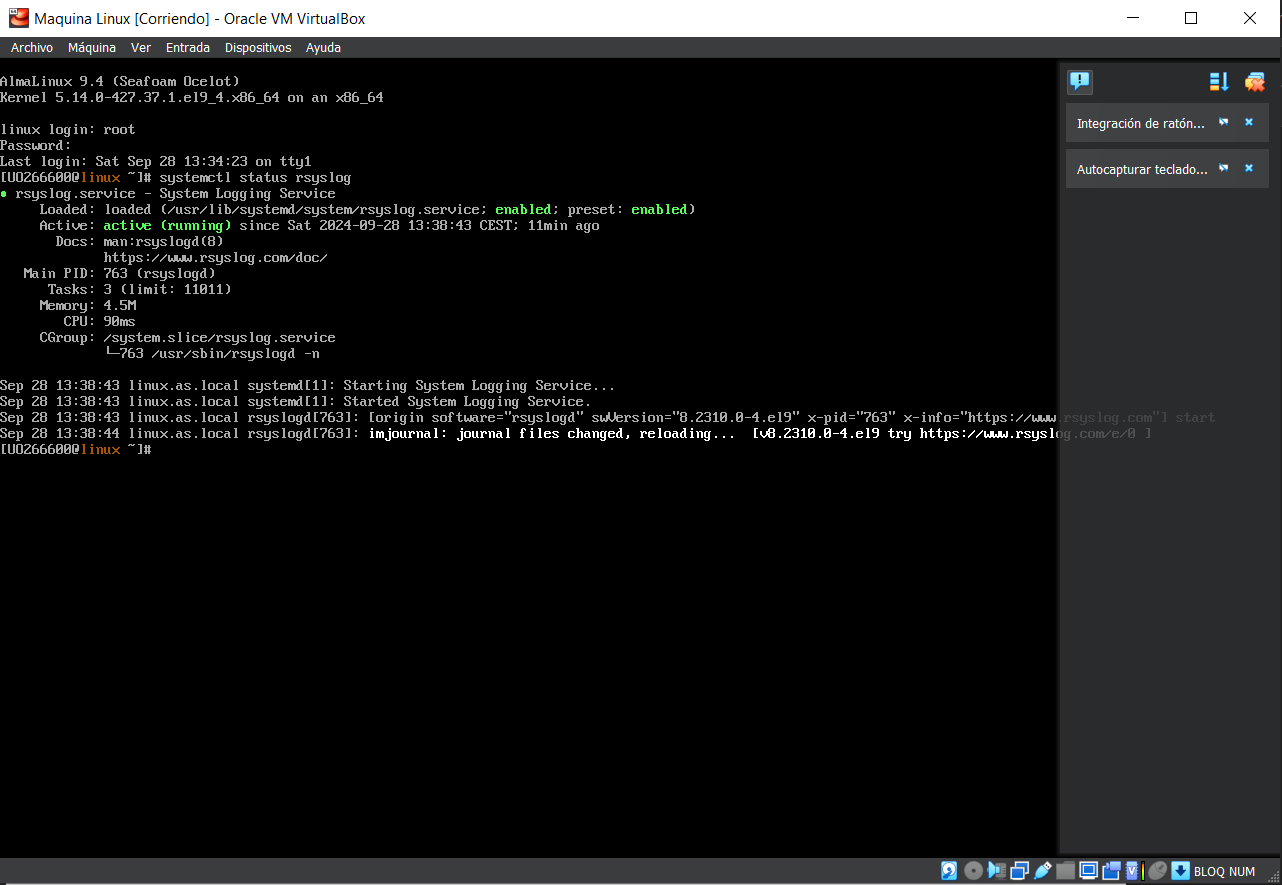 Maquina Linux [Corriendo] - Oracle VM VirtualBox
Archivo Máquina Ver Entrada Dispositivos Ayuda
AlmaLinux 9.4 (Seafoam Ocelot)
Kernel 5.14.0-427.37.1.el9_4.x86_64 on an x86_64
linux login: root
Password:
Last login: Sat Sep 28 13:34:23 on tty1
[UO266600@linux ~]# systemctl status rsyslog
● rsyslog.service - System Logging Service
Loaded: loaded (/usr/lib/systemd/system/rsyslog.service; enabled; preset: enabled)
Active: active (running) since Sat 2024-09-28 13:38:43 CEST; 11min ago
Docs: man:rsyslogd(8)
https://www.rsyslog.com/doc/
Main PID: 763 (rsyslogd)
Tasks: 3 (limit: 11011)
Memory: 4.5M
CPU: 90ms
CGroup: /system.slice/rsyslog.service
└─763 /usr/sbin/rsyslogd -n
Sep 28 13:38:43 linux.as.local systemd[1]: Starting System Logging Service...
Sep 28 13:38:43 linux.as.local systemd[1]: Started System Logging Service.
Sep 28 13:38:43 linux.as.local rsyslogd[763]: [origin software="rsyslogd" swVersion="8.2310.0-4.el9" x-pid="763" x-info="https://www.rsyslog.com"] start
Sep 28 13:38:44 linux.as.local rsyslogd[763]: imjournal: journal files changed, reloading... [v8.2310.0-4.el9 try https://www.rsyslog.com/e/0 ]
[UO266600@linux ~]#
Integración de ratón...
Autocapturar teclado...
BLOQ NUM